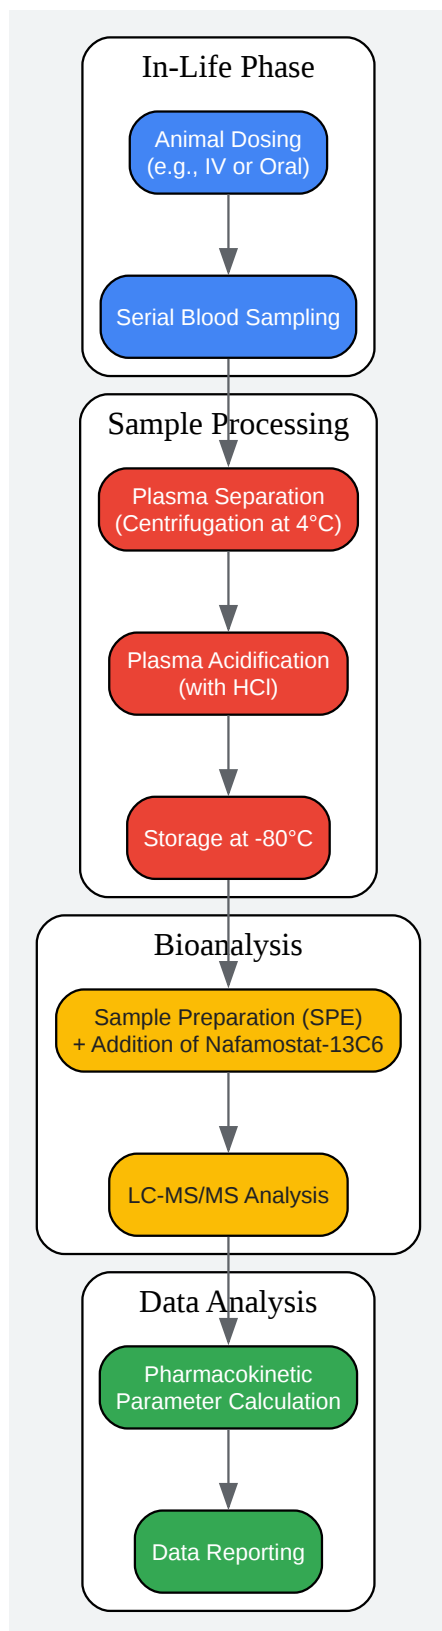 In-Life Phase
Animal Dosing
(e.g., IV or Oral)
Serial Blood Sampling
Sample Processing
Plasma Separation
(Centrifugation at 4°C)
Plasma Acidification
(with HCl)
Storage at -80°C
Bioanalysis
Sample Preparation (SPE)
+ Addition of Nafamostat-13C6
LC-MS/MS Analysis
Data Analysis
Pharmacokinetic
Parameter Calculation
Data Reporting